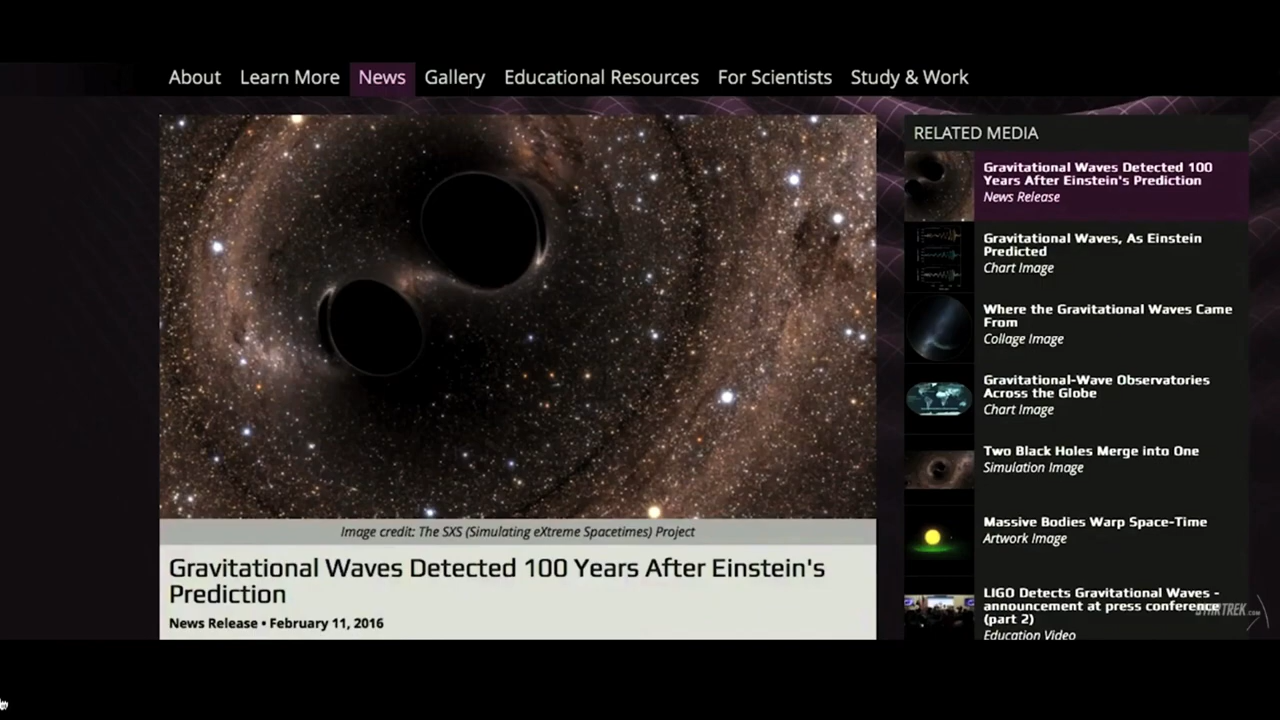 About Learn More News Gallery Educational Resources For Scientists Study & Work
Image credit: The SXS (Simulating eXtreme Spacetimes) Project
Gravitational Waves Detected 100 Years After Einstein's
Prediction
News Release • February 11, 2016
RELATED MEDIA
Gravitational Waves Detected 100
Years After Einstein's Prediction
News Release
Gravitational Waves, As Einstein
Predicted
Chart Image
Where the Gravitational Waves Came
From
Collage Image
Gravitational-Wave Observatories
Across the Globe
Chart Image
Two Black Holes Merge into One
Simulation Image
Massive Bodies Warp Space-Time
Artwork Image
LIGO Detects Gravitational Waves -
announcement at press conference
(part 2)
Education Video
STARTREK.COM